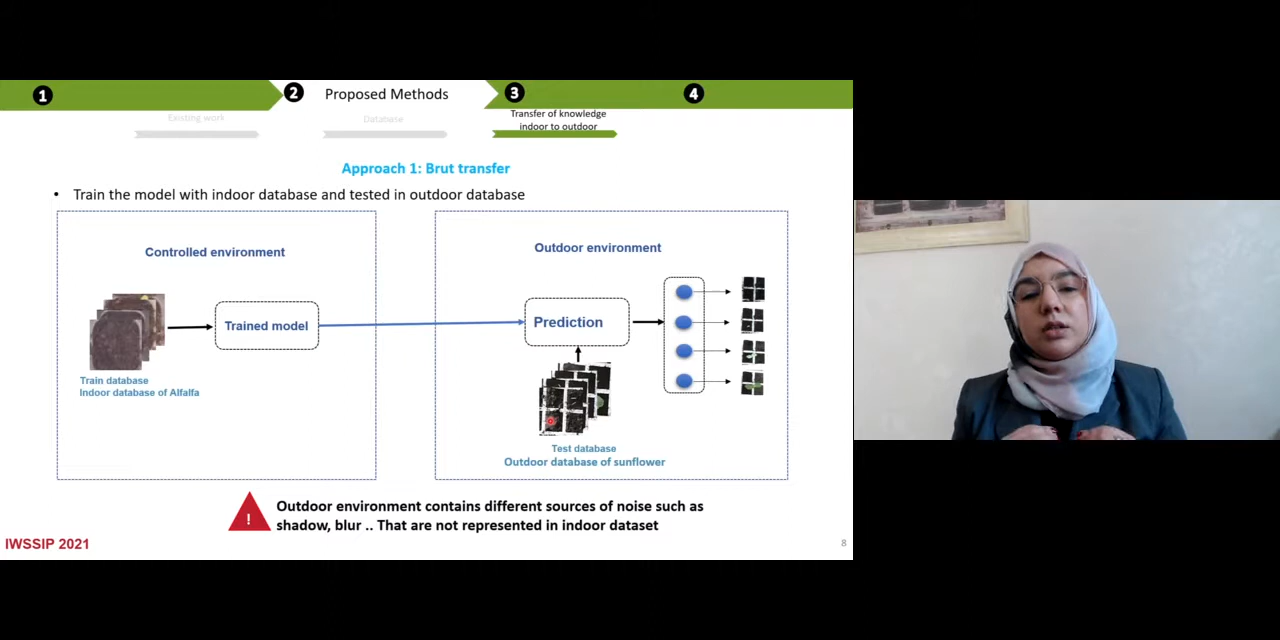 1
2
Proposed Methods
3
4
Existing work
Database
Transfer of knowledge
indoor to outdoor
Approach 1: Brut transfer
• Train the model with indoor database and tested in outdoor database
Controlled environment
Trained model
Train database
Indoor database of Alfalfa
Outdoor environment
Prediction
Test database
Outdoor database of sunflower
!
Outdoor environment contains different sources of noise such as
shadow, blur .. That are not represented in indoor dataset
IWSSIP 2021
8